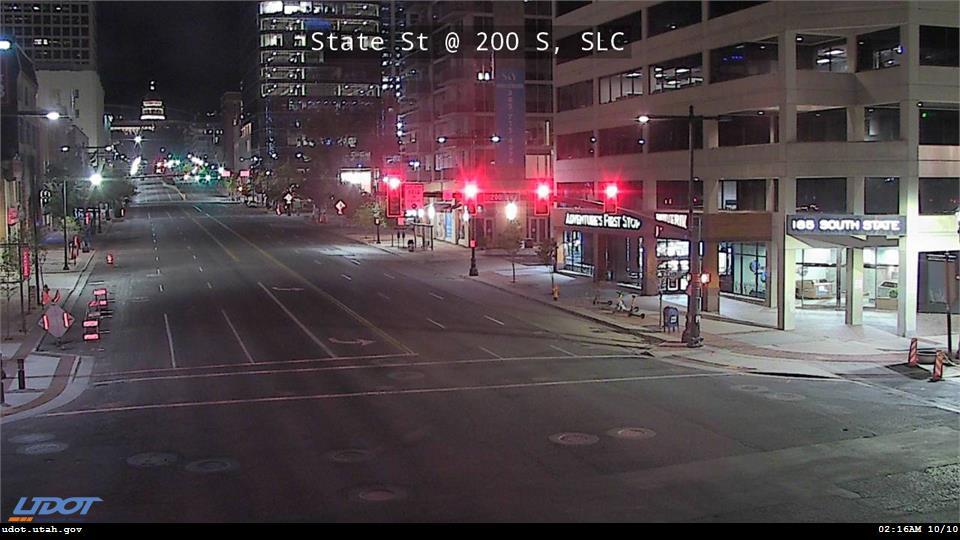 State St @ 200 S, SLC
ADVENTURE'S FIRST STOP
165 SOUTH STATE
UDOT
udot.utah.gov
02:16AM 10/10